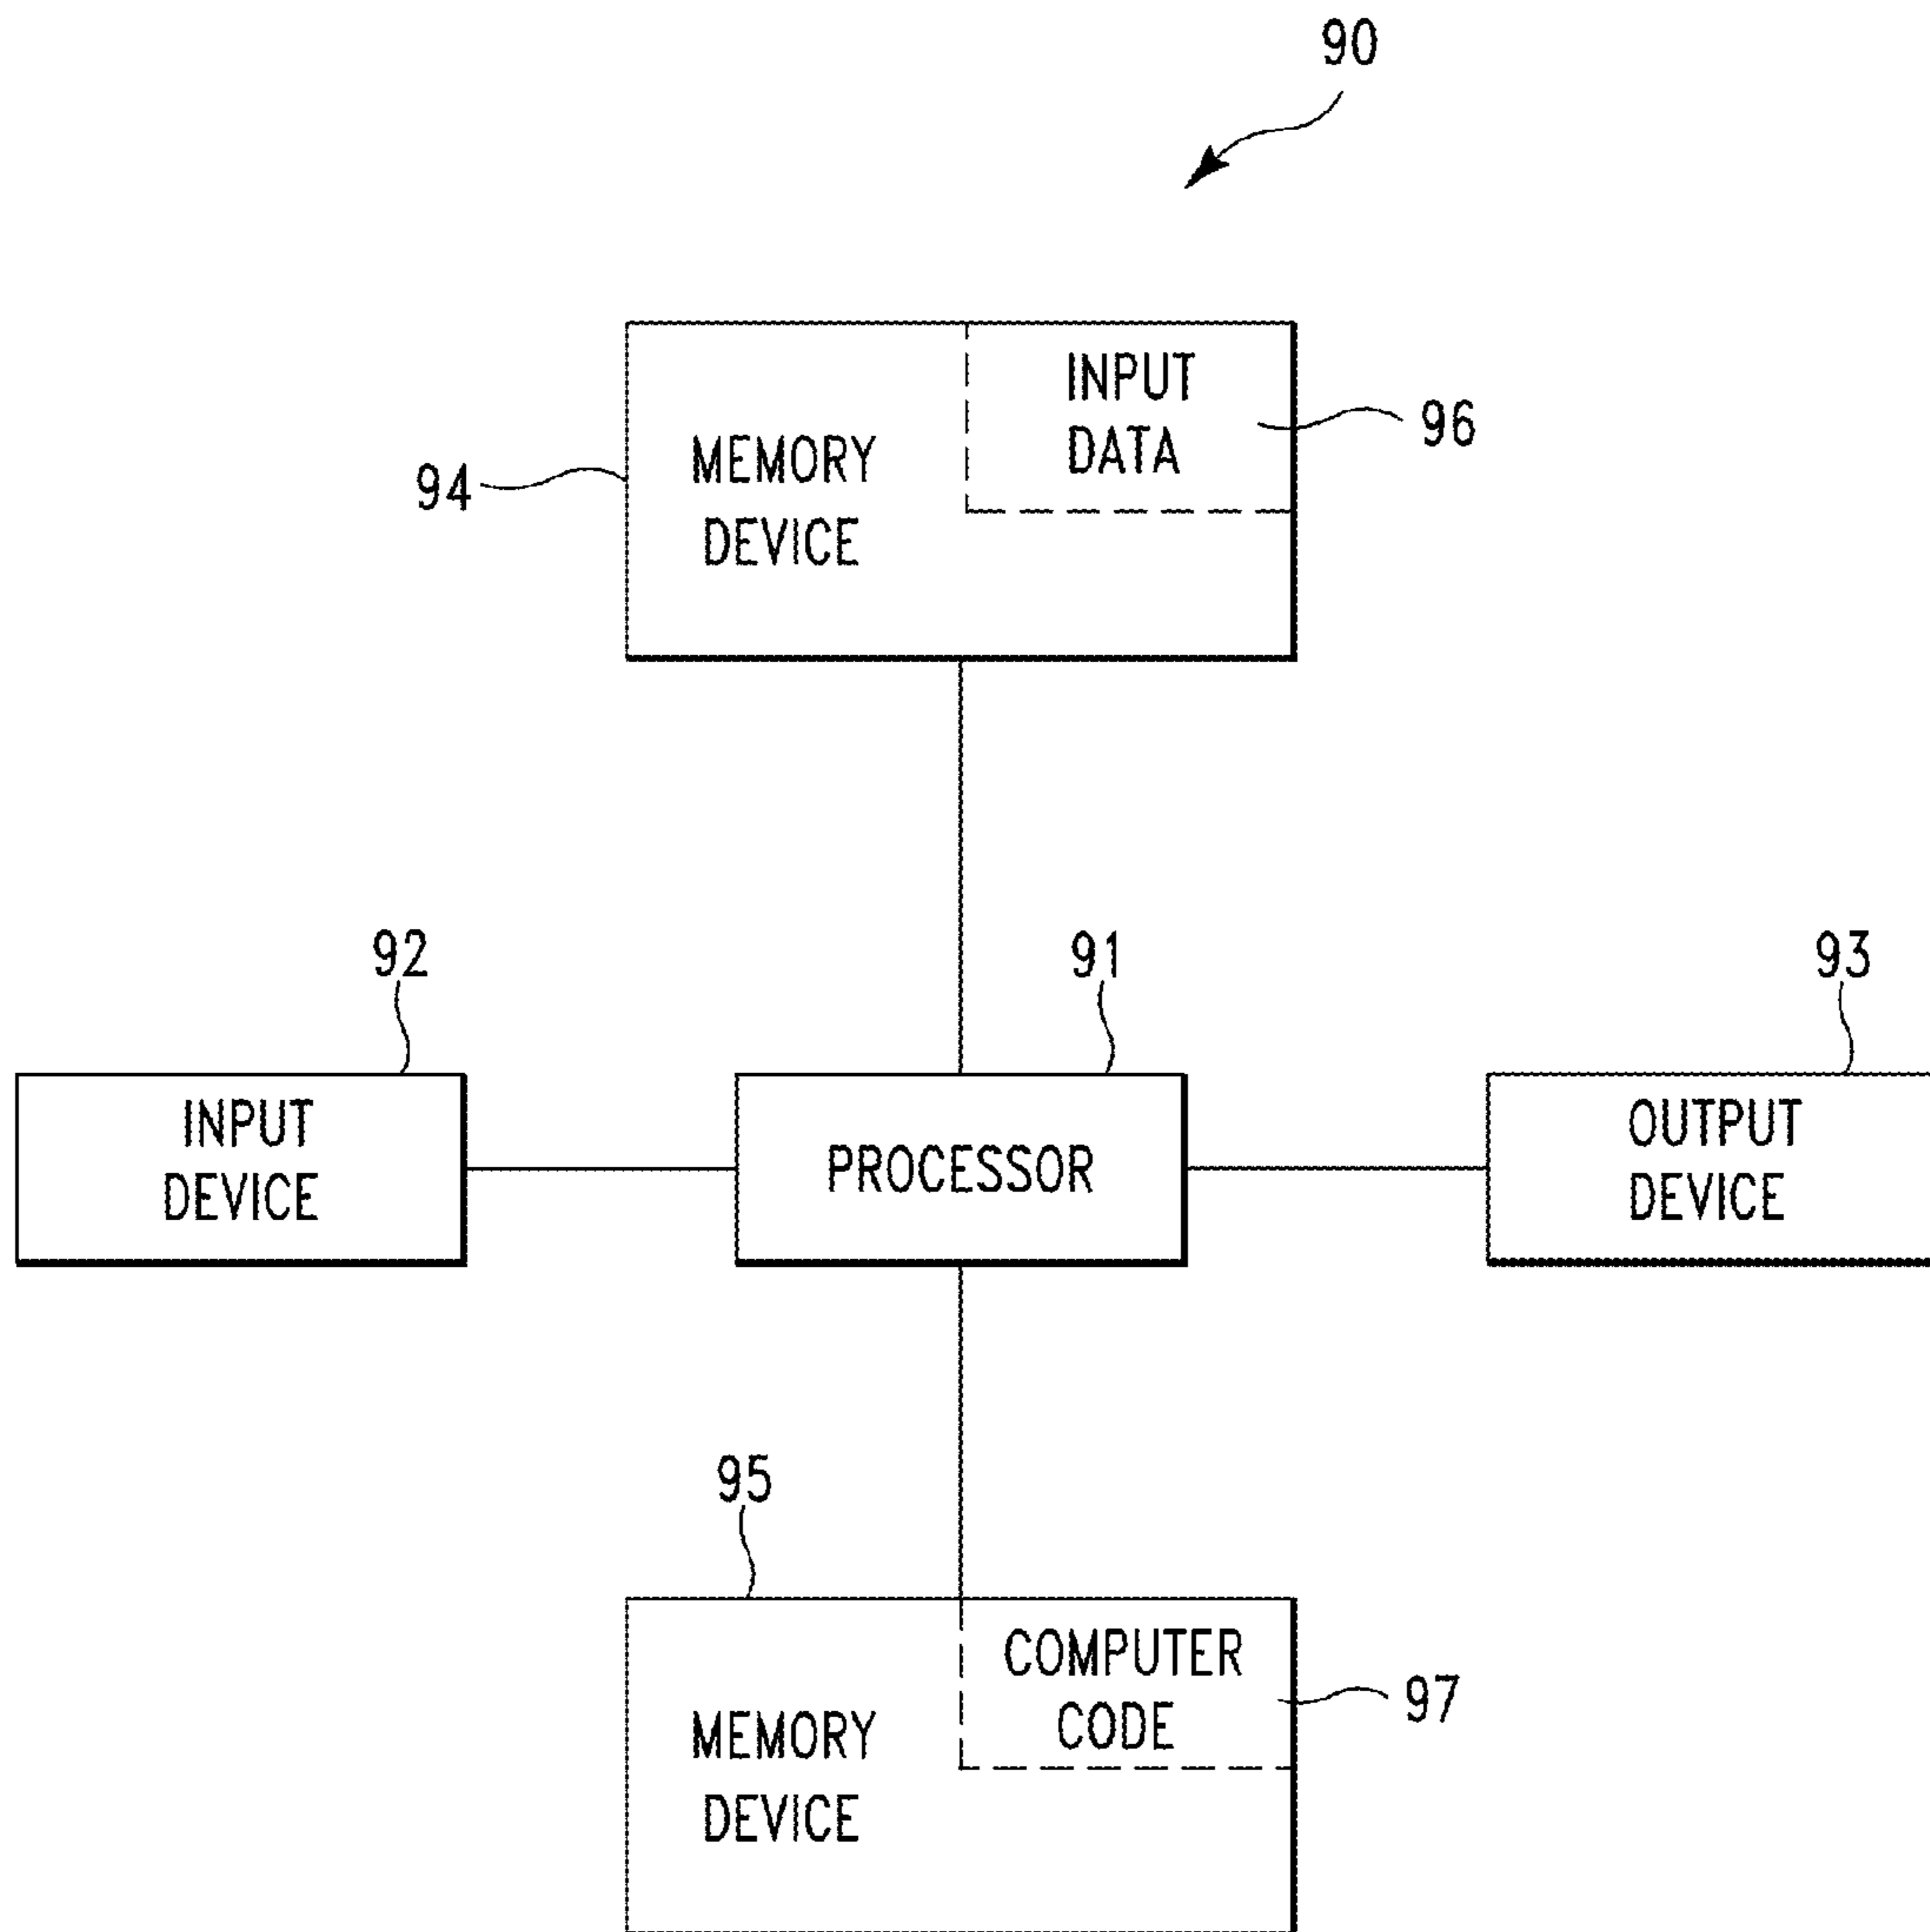 90
INPUT
DATA
96
MEMORY
DEVICE
94
92
91
93
INPUT
DEVICE
PROCESSOR
OUTPUT
DEVICE
95
COMPUTER
CODE
97
MEMORY
DEVICE